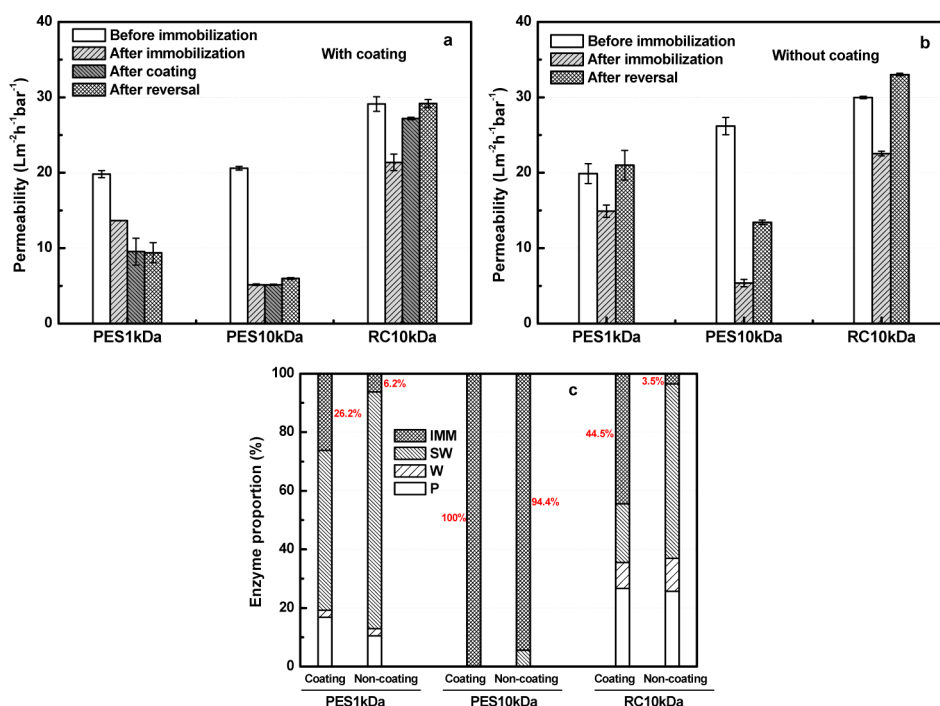 a
With coating
Before immobilization
After immobilization
After coating
After reversal
Permeability (Lm⁻²h⁻¹bar⁻¹)
40
30
20
10
0
PES1kDa PES10kDa RC10kDa
b
Without coating
Before immobilization
After immobilization
After reversal
Permeability (Lm⁻²h⁻¹bar⁻¹)
40
30
20
10
0
PES1kDa PES10kDa RC10kDa
c
IMM
SW
W
P
Enzyme proportion (%)
100
80
60
40
20
0
26.2%
6.2%
100%
94.4%
44.5%
3.5%
Coating Non-coating Coating Non-coating Coating Non-coating
PES1kDa PES10kDa RC10kDa